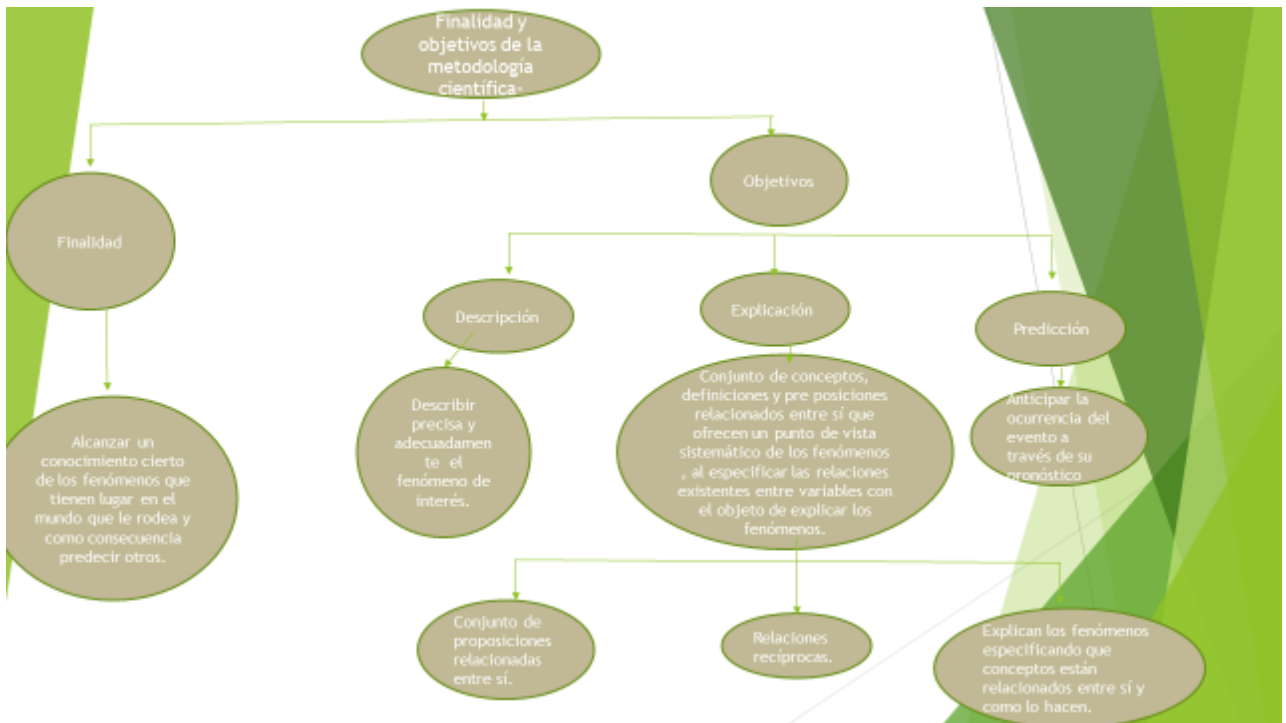 Finalidad y
objetivos de la
metodología
científica-
Objetivos
Finalidad
Descripción
Explicación
Predicción
Describir
precisa y
adecuadamen
te el
fenómeno de
interés.
Conjunto de conceptos,
definiciones y pre posiciones
relacionados entre sí que
ofrecen un punto de vista
sistemático de los fenómenos
, al especificar las relaciones
existentes entre variables con
el objeto de explicar los
fenómenos.
Anticipar la
ocurrencia del
evento a
través de su
pronóstico
Alcanzar un
conocimiento cierto
de los fenómenos que
tienen lugar en el
mundo que le rodea y
como consecuencia
predecir otros.
Conjunto de
proposiciones
relacionadas
entre sí.
Relaciones
recíprocas.
Explican los fenómenos
especificando que
conceptos están
relacionados entre sí y
como lo hacen.